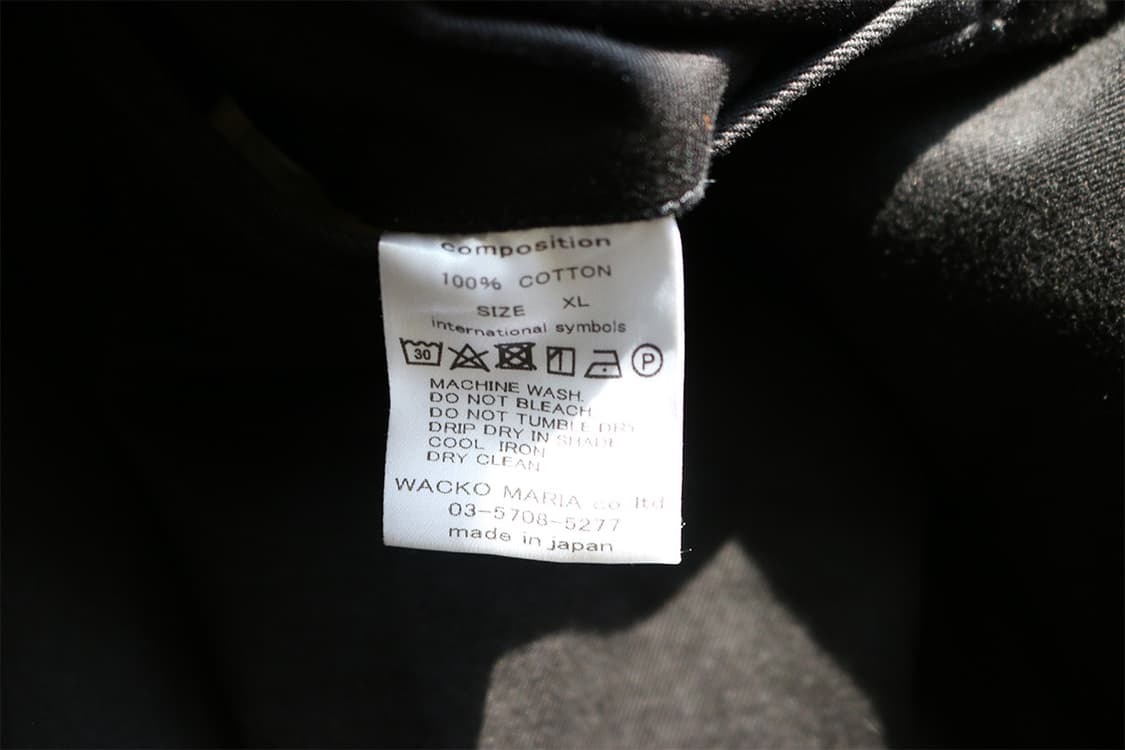 composition
100% COTTON
SIZE XL
international symbols
30 P
MACHINE WASH.
DO NOT BLEACH
DO NOT TUMBLE DRY
DRIP DRY IN SHADE
COOL IRON
DRY CLEAN
WACKO MARIA co ltd
03-5708-5277
made in japan